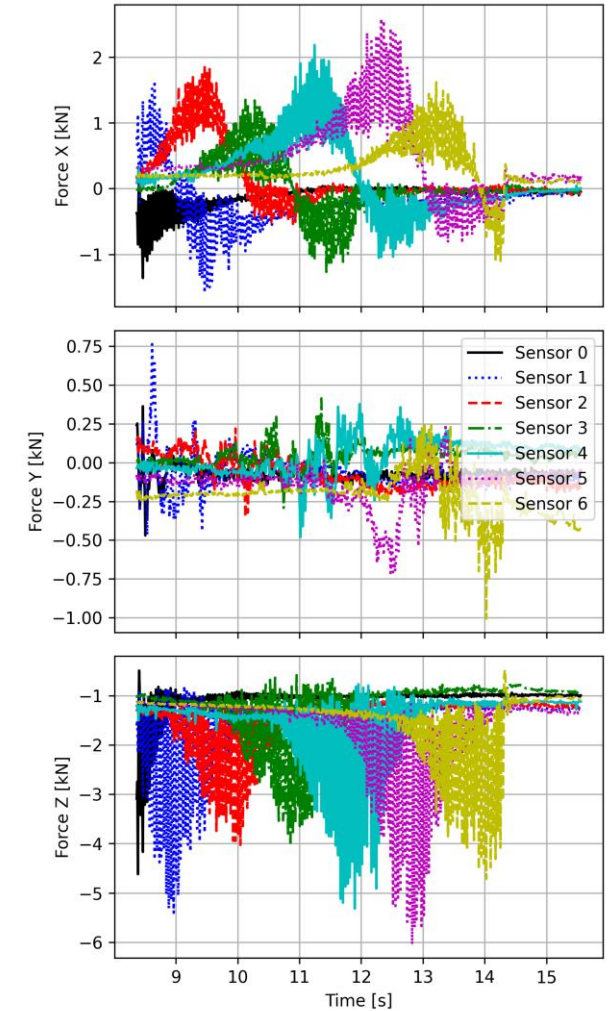 Force X [kN]
2
1
0
−1
Force Y [kN]
0.75
0.50
0.25
0.00
−0.25
−0.50
−0.75
−1.00
Sensor 0
Sensor 1
Sensor 2
Sensor 3
Sensor 4
Sensor 5
Sensor 6
Force Z [kN]
−1
−2
−3
−4
−5
−6
9 10 11 12 13 14 15
Time [s]